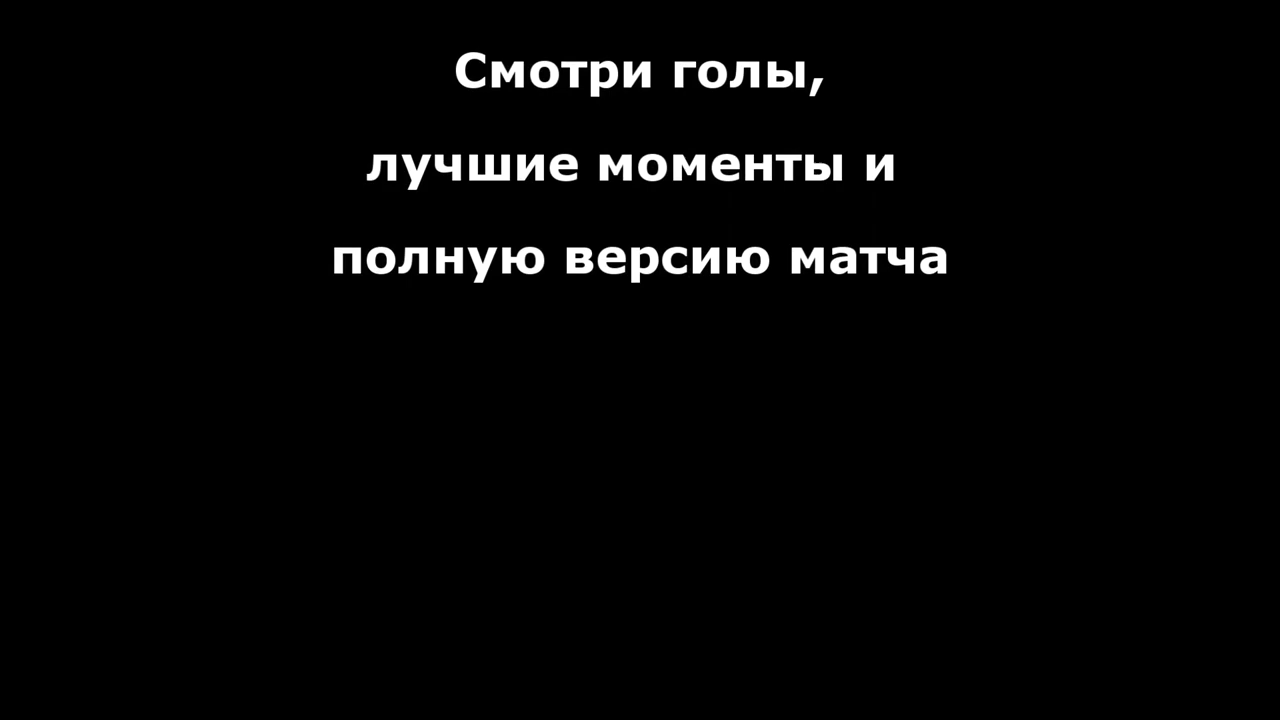 Смотри голы,
лучшие моменты и
полную версию матча